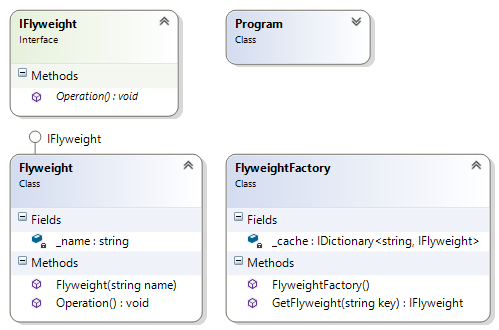 IFlyweight
Interface
Methods
Operation() : void
Program
Class
IFlyweight
Flyweight
Class
Fields
_name : string
Methods
Flyweight(string name)
Operation() : void
FlyweightFactory
Class
Fields
_cache : IDictionary<string, IFlyweight>
Methods
FlyweightFactory()
GetFlyweight(string key) : IFlyweight